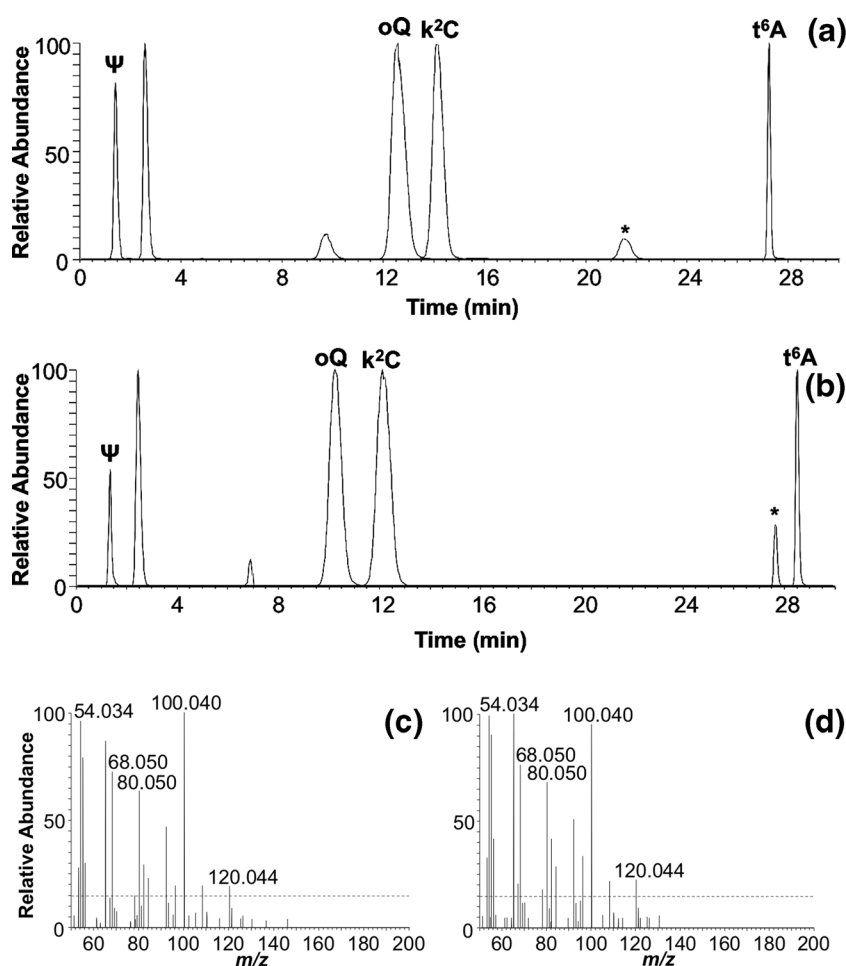 (a)
Relative Abundance
100
50
0
Ψ
oQ k²C
*
t⁶A
0 4 8 12 16 20 24 28
Time (min)
(b)
Relative Abundance
100
50
0
Ψ
oQ k²C
*
t⁶A
0 4 8 12 16 20 24 28
Time (min)
(c)
Relative Abundance
100
50
0
54.034
100.040
68.050
80.050
120.044
60 80 100 120 140 160 180 200
m/z
(d)
100
50
0
54.034
100.040
68.050
80.050
120.044
60 80 100 120 140 160 180 200
m/z